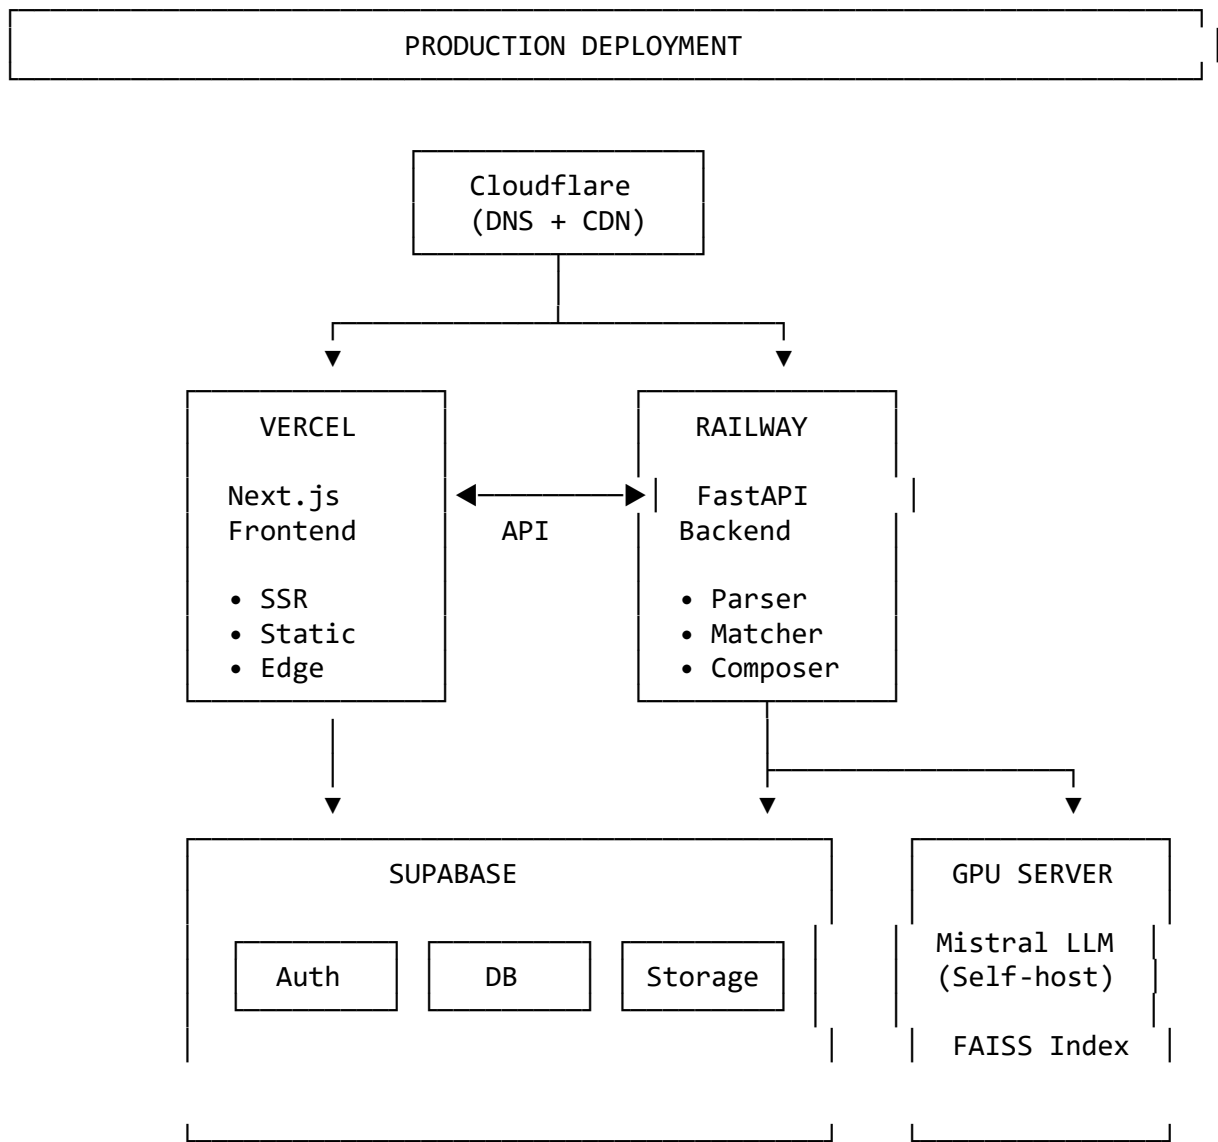 PRODUCTION DEPLOYMENT
Cloudflare
(DNS + CDN)
VERCEL
Next.js
Frontend
• SSR
• Static
• Edge
API
RAILWAY
FastAPI
Backend
• Parser
• Matcher
• Composer
SUPABASE
Auth
DB
Storage
GPU SERVER
Mistral LLM
(Self-host)
FAISS Index